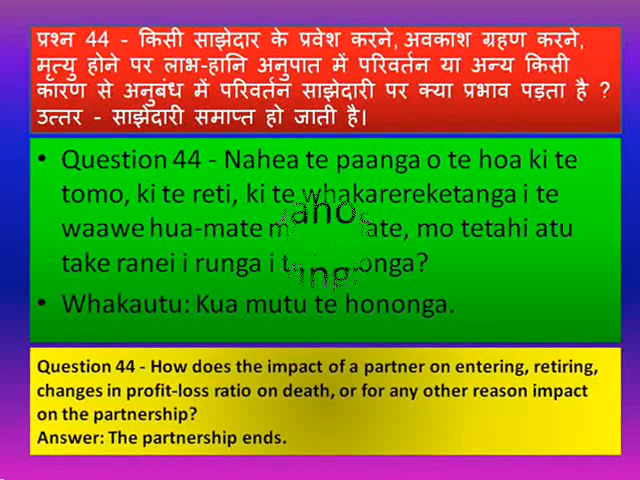 प्रश्न 44 - किसी साझेदार के प्रवेश करने, अवकाश ग्रहण करने,
मृत्यु होने पर लाभ-हानि अनुपात में परिवर्तन या अन्य किसी
कारण से अनुबंध में परिवर्तन साझेदारी पर क्या प्रभाव पड़ता है ?
उत्तर - साझेदारी समाप्त हो जाती है।
• Question 44 - Nahea te paanga o te hoa ki te
tomo, ki te reti, ki te whakarereketanga i te
waawe hua-mate, mo tetahi atu
take ranei i runga i
• Whakautu: Kua mutu te hononga.
Question 44 - How does the impact of a partner on entering, retiring,
changes in profit-loss ratio on death, or for any other reason impact
on the partnership?
Answer: The partnership ends.